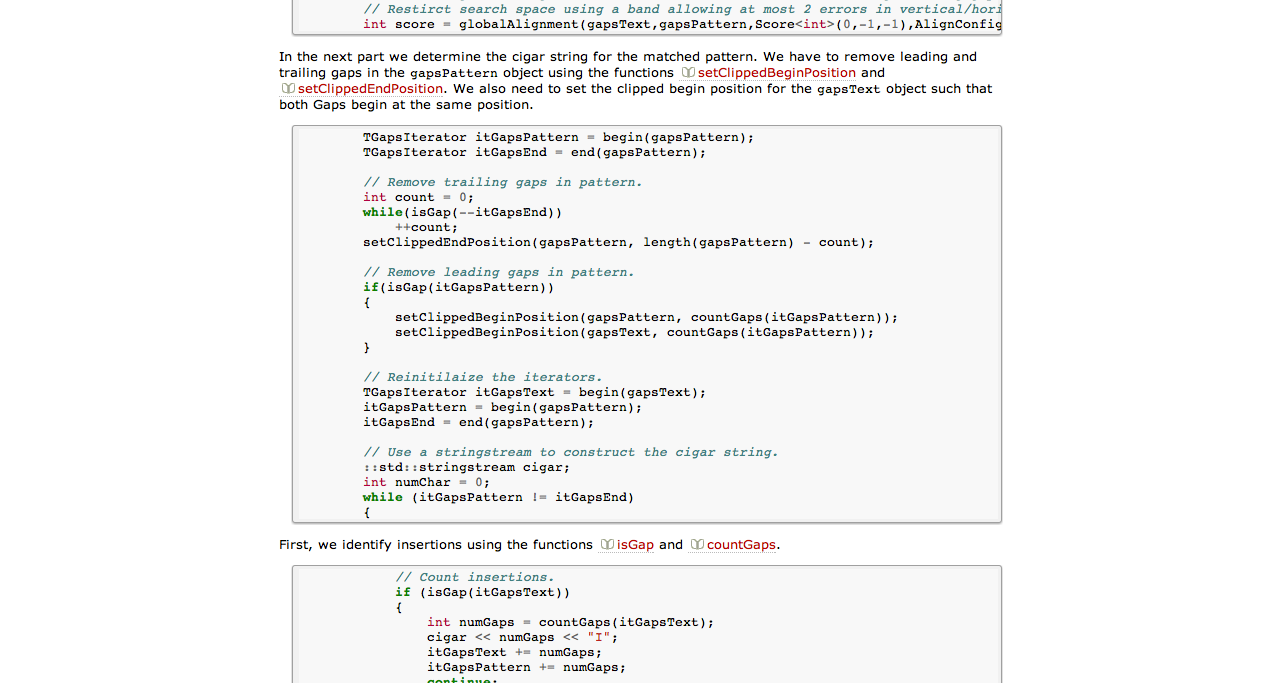 // Restirct search space using a band allowing at most 2 errors in vertical/hori
int score = globalAlignment(gapsText,gapsPattern,Score<int>(0,-1,-1),AlignConfig
In the next part we determine the cigar string for the matched pattern. We have to remove leading and
trailing gaps in the gapsPattern object using the functions setClippedBeginPosition and
setClippedEndPosition. We also need to set the clipped begin position for the gapsText object such that
both Gaps begin at the same position.
TGapsIterator itGapsPattern = begin(gapsPattern);
TGapsIterator itGapsEnd = end(gapsPattern);
// Remove trailing gaps in pattern.
int count = 0;
while(isGap(--itGapsEnd))
++count;
setClippedEndPosition(gapsPattern, length(gapsPattern) - count);
// Remove leading gaps in pattern.
if(isGap(itGapsPattern))
{
setClippedBeginPosition(gapsPattern, countGaps(itGapsPattern));
setClippedBeginPosition(gapsText, countGaps(itGapsPattern));
}
// Reinitilaize the iterators.
TGapsIterator itGapsText = begin(gapsText);
itGapsPattern = begin(gapsPattern);
itGapsEnd = end(gapsPattern);
// Use a stringstream to construct the cigar string.
::std::stringstream cigar;
int numChar = 0;
while (itGapsPattern != itGapsEnd)
{
First, we identify insertions using the functions isGap and countGaps.
// Count insertions.
if (isGap(itGapsText))
{
int numGaps = countGaps(itGapsText);
cigar << numGaps << "I";
itGapsText += numGaps;
itGapsPattern += numGaps;
continue;